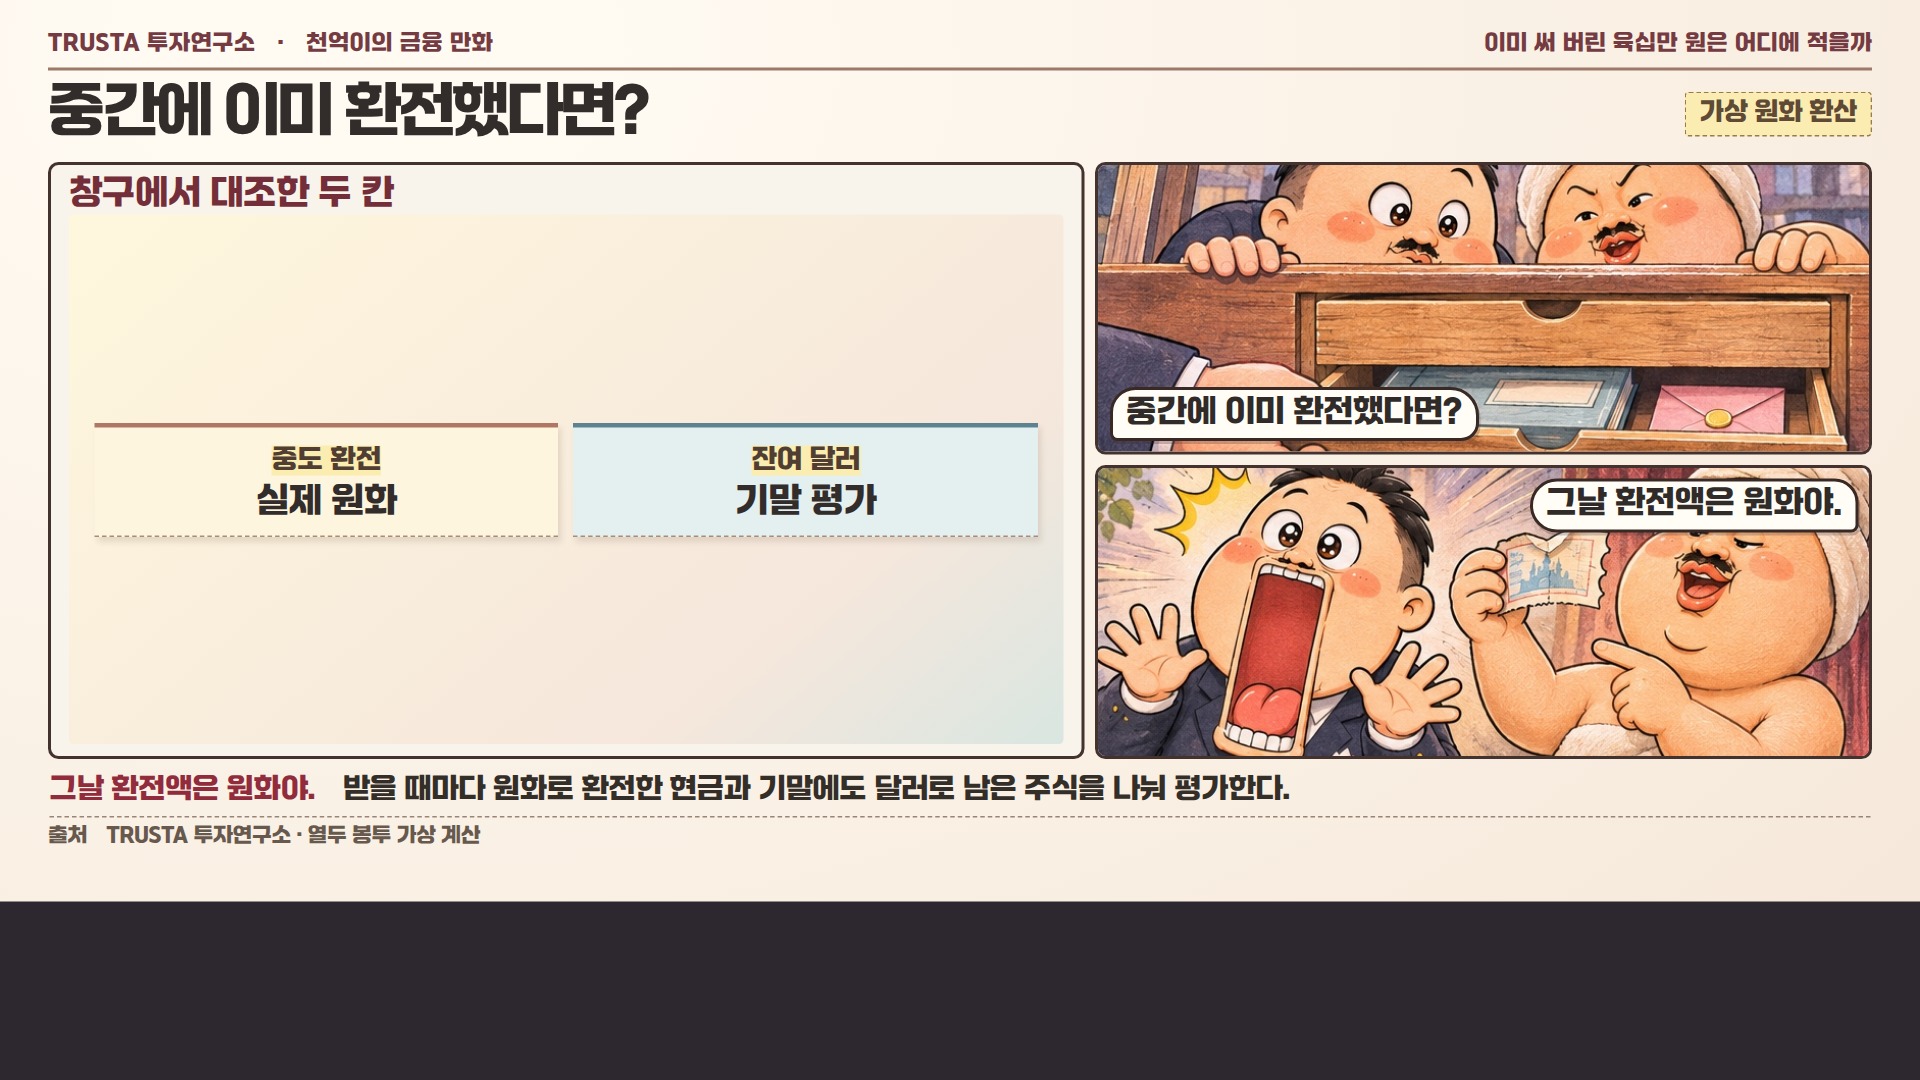 TRUSTA 투자연구소 · 천억이의 금융 만화
이미 써 버린 육십만 원은 어디에 적을까
중간에 이미 환전했다면?
가상 원화 환산
창구에서 대조한 두 칸
중도 환전
실제 원화
잔여 달러
기말 평가
중간에 이미 환전했다면?
그날 환전액은 원화야.
그날 환전액은 원화야. 받을 때마다 원화로 환전한 현금과 기말에도 달러로 남은 주식을 나눠 평가한다.
출처 TRUSTA 투자연구소 · 열두 봉투 가상 계산